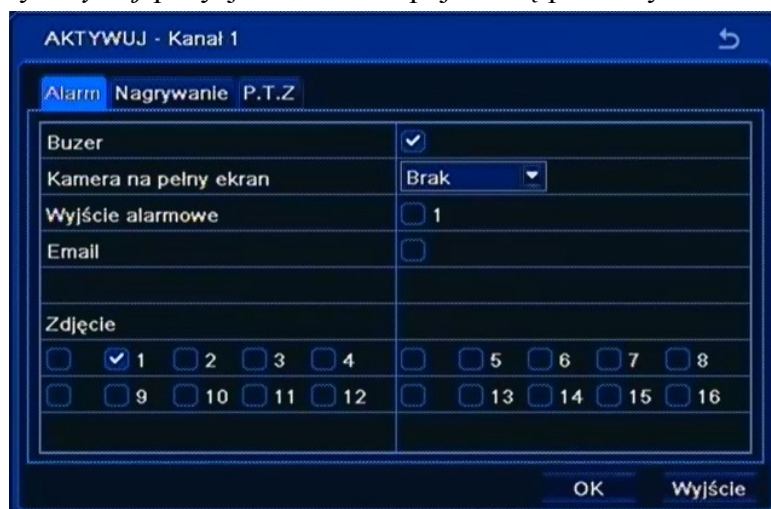 AKTYWUJ - Kanał 1
Alarm Nagrywanie P.T.Z
Buzer
Kamera na pełny ekran Brak
Wyjście alarmowe 1
Email
Zdjęcie
1 2 3 4 5 6 7 8
9 10 11 12 13 14 15 16
OK Wyjście